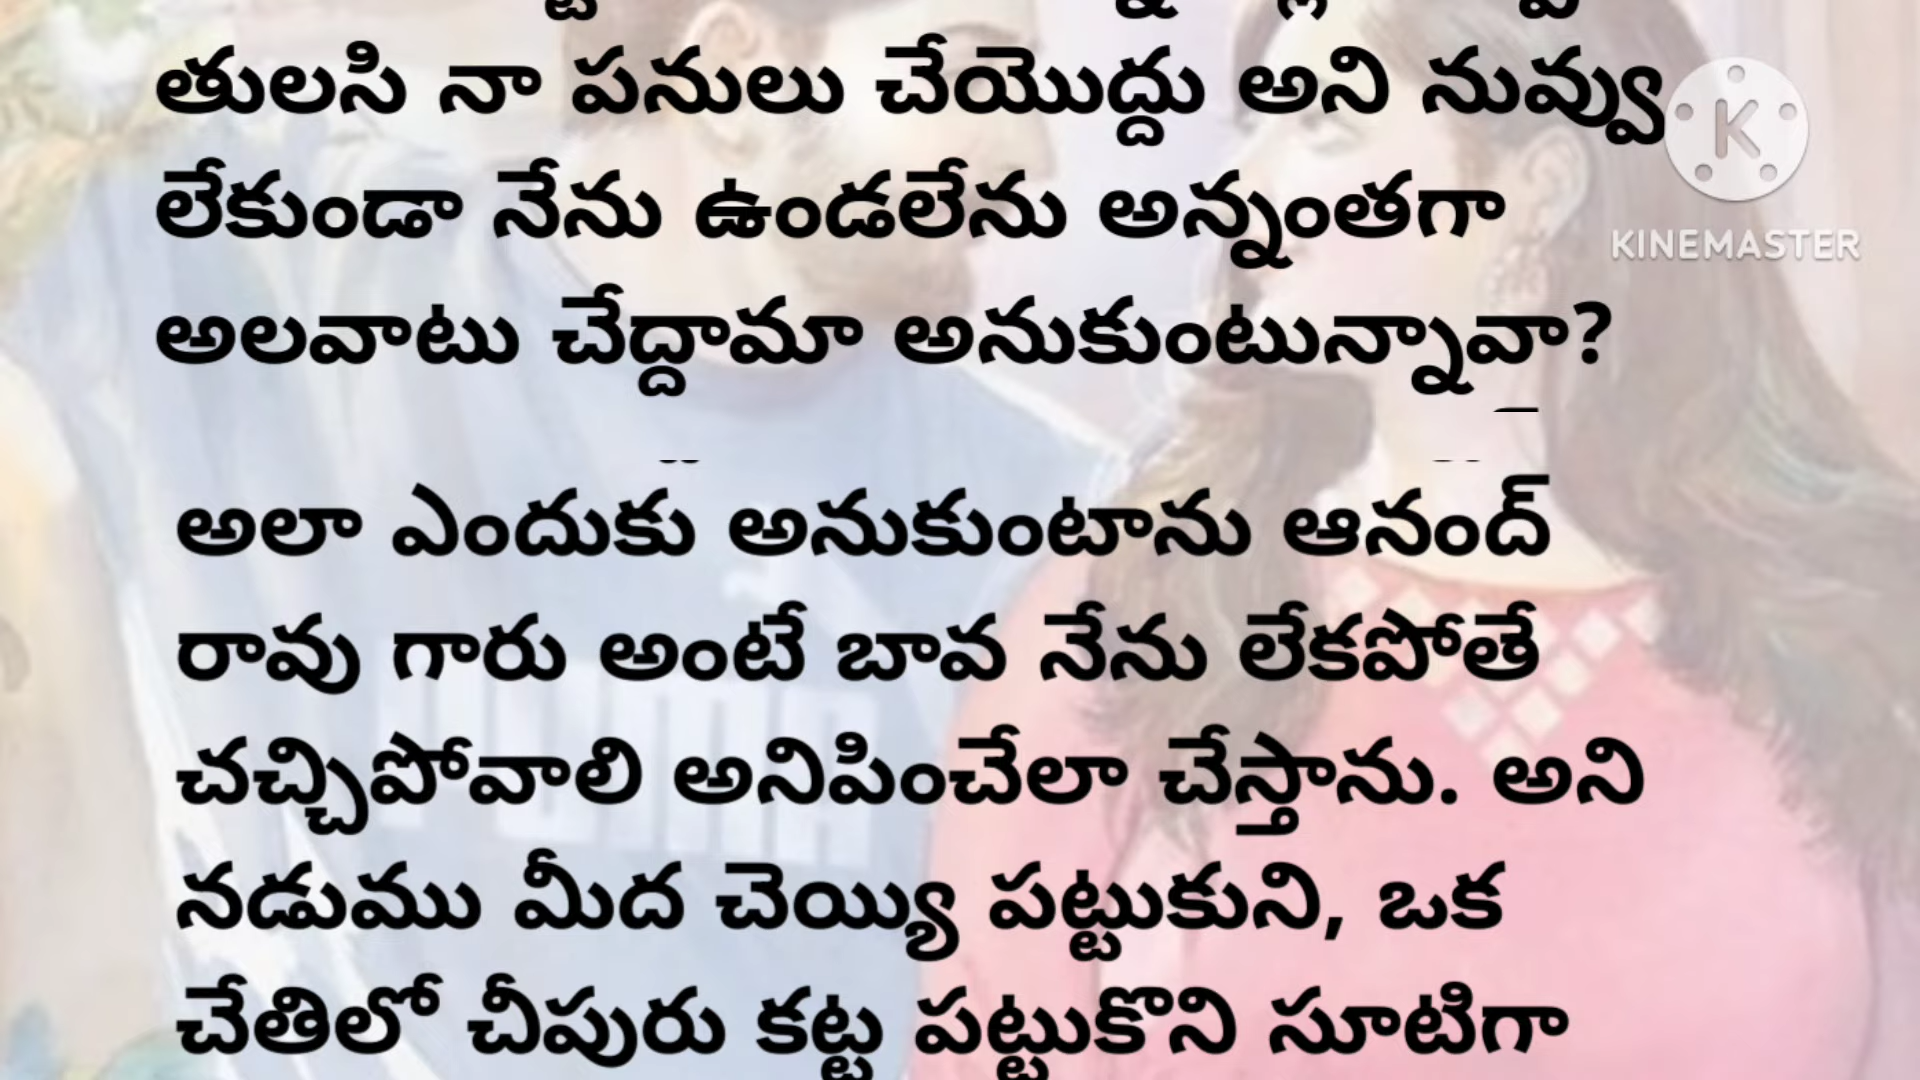 తులసి నా పనులు చేయొద్దు అని నువ్వు
లేకుండా నేను ఉండలేను అన్నంతగా
అలవాటు చేద్దామా అనుకుంటున్నావా?
అలా ఎందుకు అనుకుంటాను ఆనంద్
రావు గారు అంటే బావ నేను లేకపోతే
చచ్చిపోవాలి అనిపించేలా చేస్తాను. అని
నడుము మీద చెయ్యి పట్టుకుని, ఒక
చేతిలో చీపురు కట్ట పట్టుకొని సూటిగా
K
KINEMASTER
PUMA